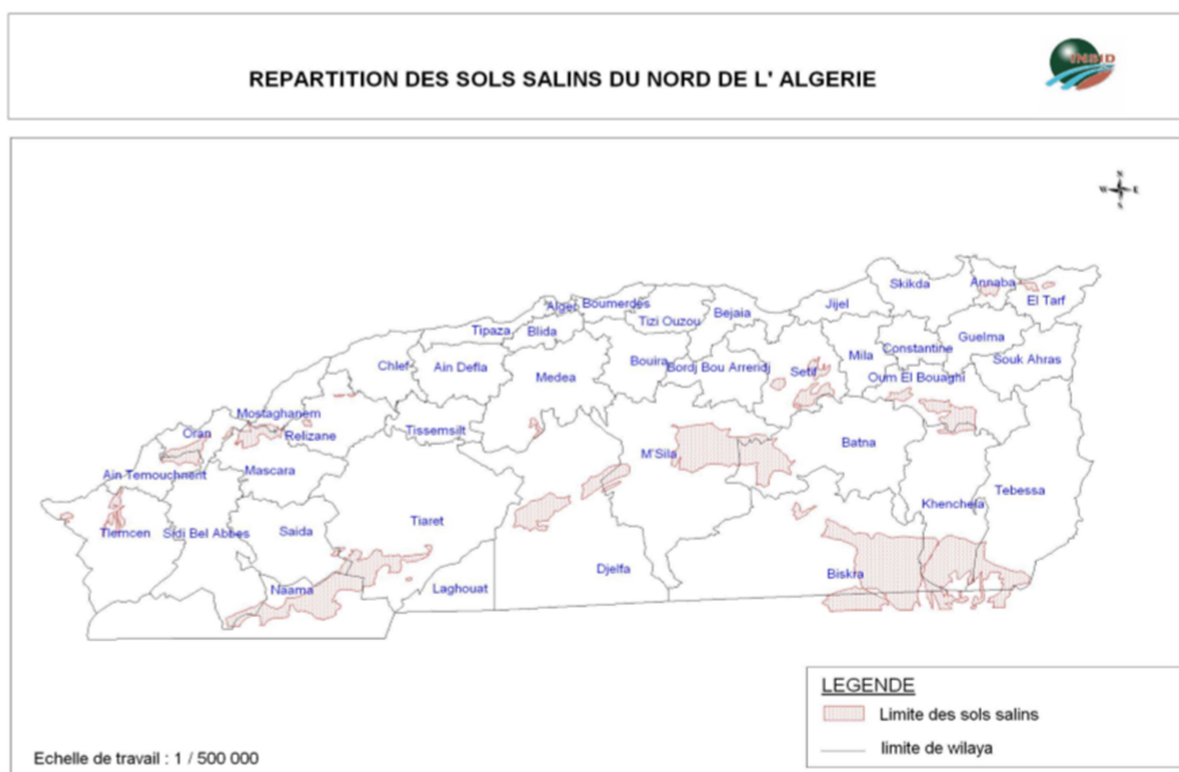 REPARTITION DES SOLS SALINS DU NORD DE L' ALGERIE
INSID
N
W E
S
Skikda
Annaba
El Tarf
Jijel
Alger
Boumerdés
Tizi Ouzou
Bejaia
Tipaza
Blida
Guelma
Constantine
Mila
Souk Ahras
Chlef
Ain Defla
Medea
Bouira
Bordj Bou Arreridj
Setif
Oum El Bouaghi
Mostaghanem
Oran
Relizane
Tissemsilt
M'Sila
Batna
Ain Temouchnent
Mascara
Tebessa
Khenchela
Tlemcen
Sidi Bel Abbes
Saida
Tiaret
Naama
Laghouat
Djelfa
Biskra
LEGENDE
Limite des sols salins
limite de wilaya
Echelle de travail : 1 / 500 000